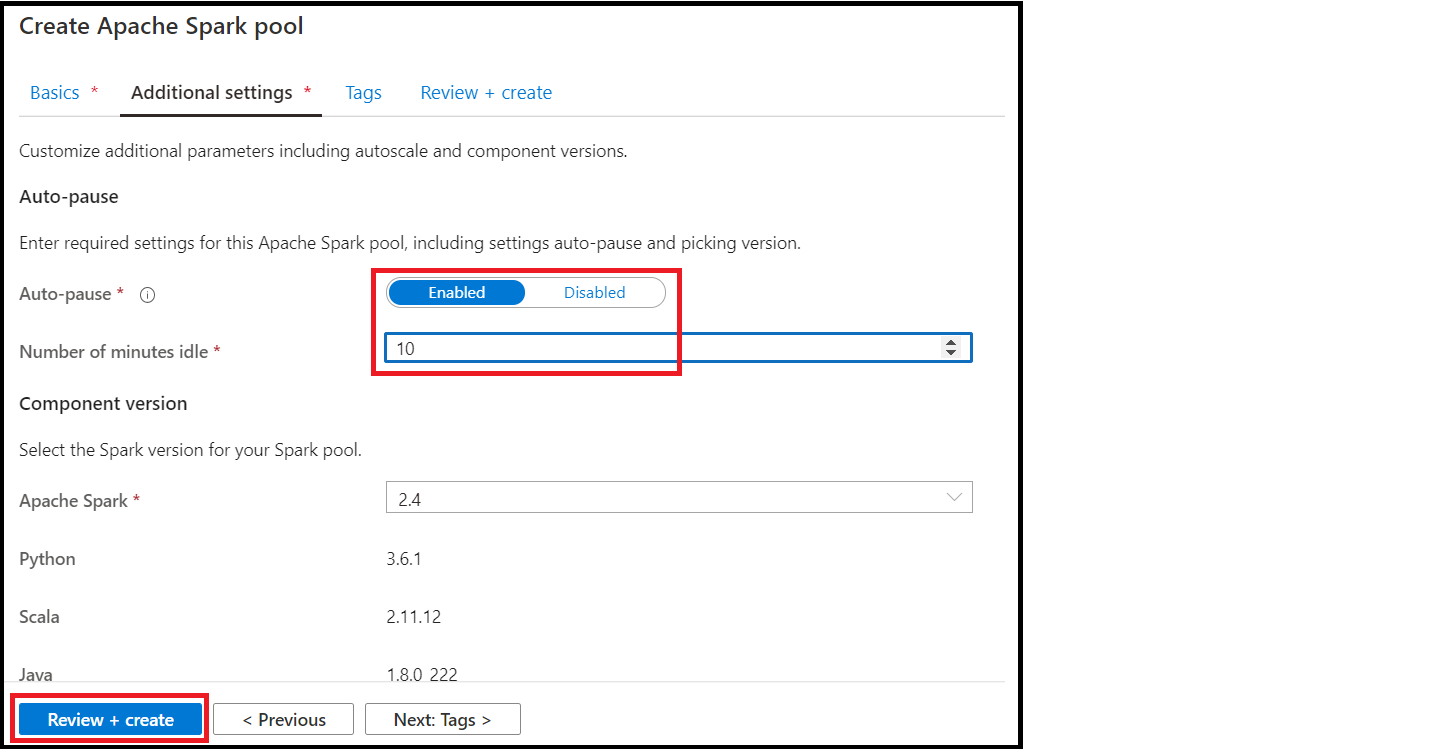 Create Apache Spark pool
Basics * Additional settings * Tags Review + create
Customize additional parameters including autoscale and component versions.
Auto-pause
Enter required settings for this Apache Spark pool, including settings auto-pause and picking version.
Auto-pause * Enabled Disabled
Number of minutes idle * 10
Component version
Select the Spark version for your Spark pool.
Apache Spark * 2.4
Python 3.6.1
Scala 2.11.12
Java 1.8.0_222
Review + create < Previous Next: Tags >